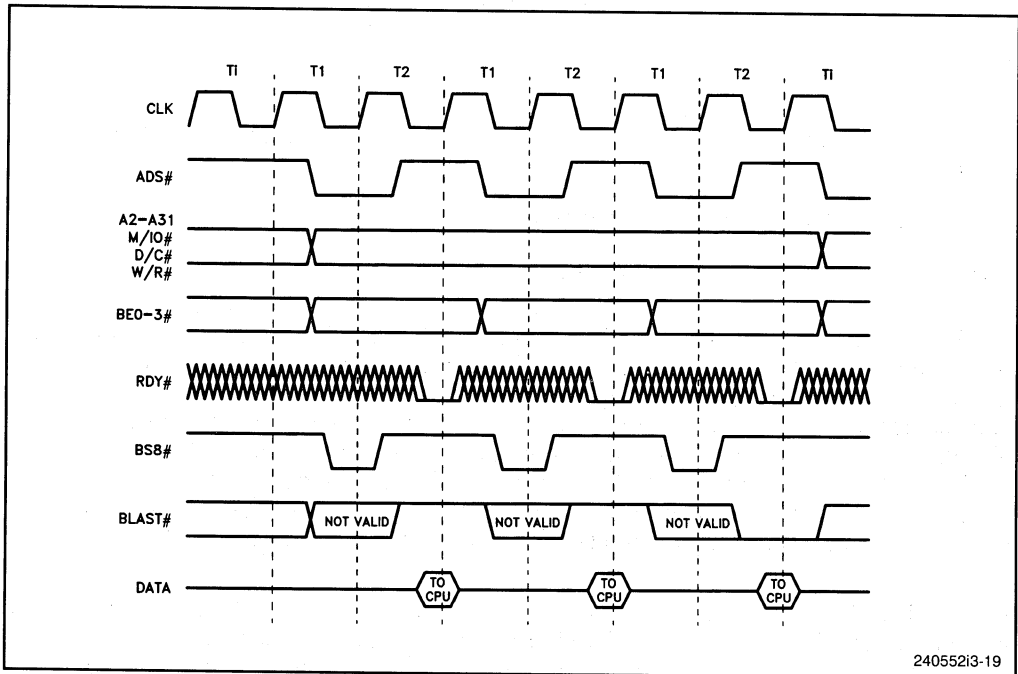 Ti T1 T2 T1 T2 T1 T2 Ti
CLK
ADS#
A2–A31
M/IO#
D/C#
W/R#
BE0-3#
RDY#
BS8#
BLAST# NOT VALID NOT VALID NOT VALID
DATA TO CPU TO CPU TO CPU
240552i3-19